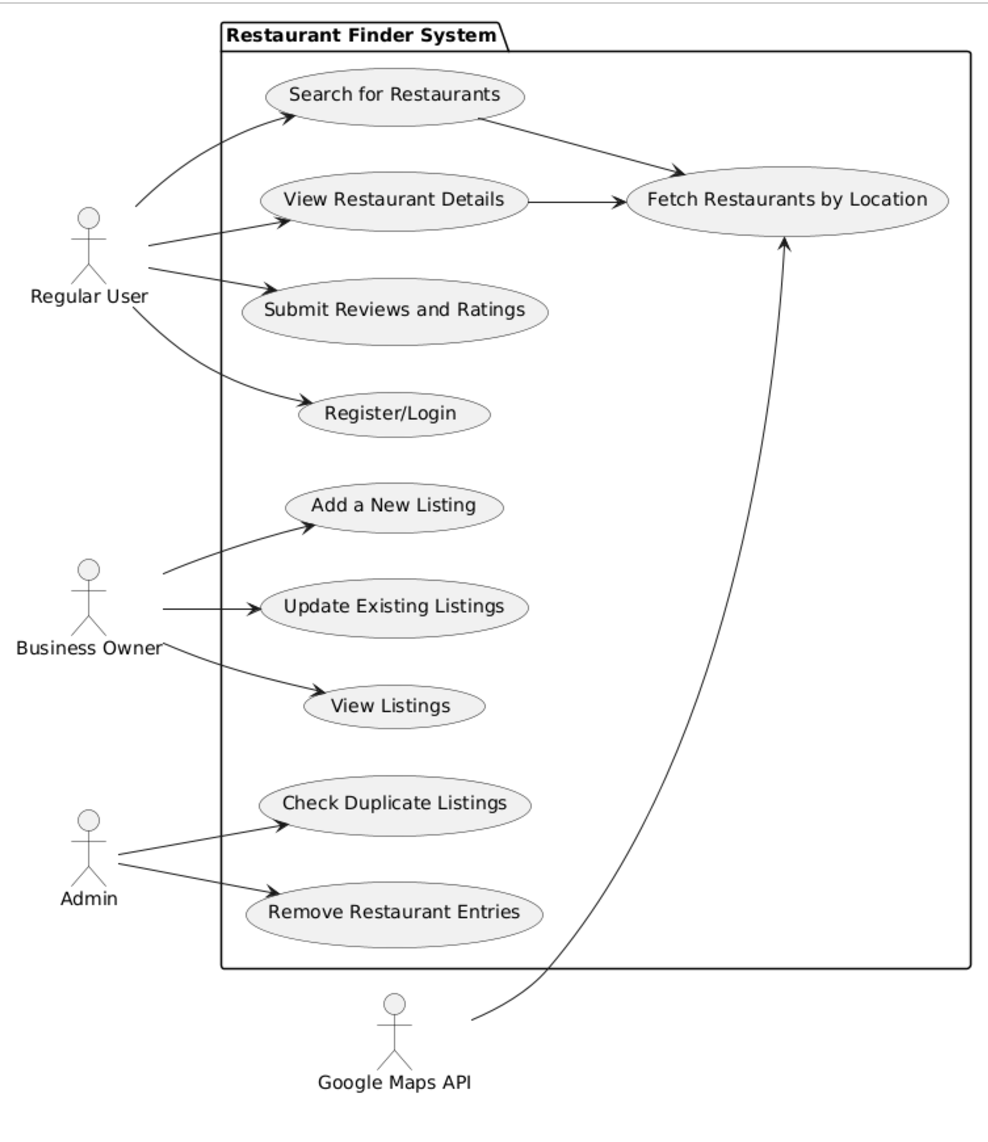 Restaurant Finder System
Search for Restaurants
View Restaurant Details
Fetch Restaurants by Location
Regular User
Submit Reviews and Ratings
Register/Login
Add a New Listing
Update Existing Listings
Business Owner
View Listings
Check Duplicate Listings
Admin
Remove Restaurant Entries
Google Maps API